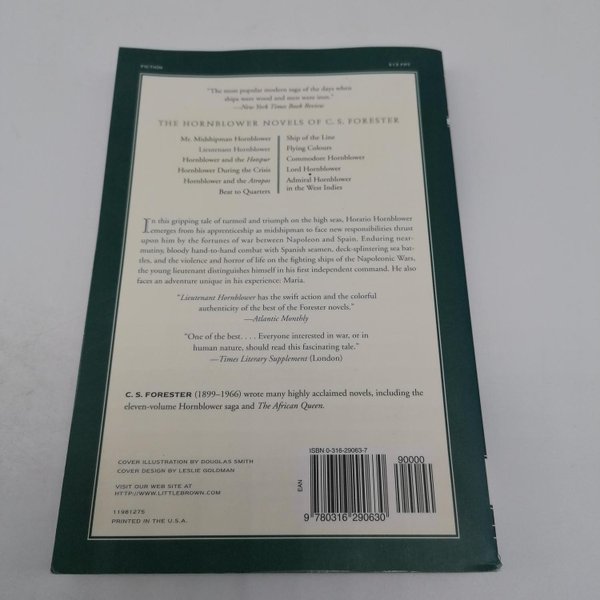 FICTION
"The most popular modern saga of the days when
ships were wood and men were iron."
—New York Times Book Review
THE HORNBLOWER NOVELS OF C. S. FORESTER
Mr. Midshipman Hornblower
Lieutenant Hornblower
Hornblower and the Hotspur
Hornblower During the Crisis
Hornblower and the Atropos
Beat to Quarters
Ship of the Line
Flying Colours
Commodore Hornblower
Lord Hornblower
Admiral Hornblower
in the West Indies
In this gripping tale of turmoil and triumph on the high seas, Horatio Hornblower
emerges from his apprenticeship as midshipman to face new responsibilities thrust
upon him by the fortunes of war between Napoleon and Spain. Enduring near-
mutiny, bloody hand-to-hand combat with Spanish seamen, deck-splintering sea bat-
tles, and the violence and horror of life on the fighting ships of the Napoleonic Wars,
the young lieutenant distinguishes himself in his first independent command. He also
faces an adventure unique in his experience: Maria.
"Lieutenant Hornblower has the swift action and the colorful
authenticity of the best of the Forester novels."
—Atlantic Monthly
"One of the best. . . . Everyone interested in war, or in
human nature, should read this fascinating tale."
—Times Literary Supplement (London)
C. S. FORESTER (1899–1966) wrote many highly acclaimed novels, including the
eleven-volume Hornblower saga and The African Queen.
COVER ILLUSTRATION BY DOUGLAS SMITH
COVER DESIGN BY LESLIE GOLDMAN
VISIT OUR WEB SITE AT
HTTP://WWW.LITTLEBROWN.COM
11981275
PRINTED IN THE U.S.A.
ISBN 0-316-29063-7
90000
EAN
9 780316 290630